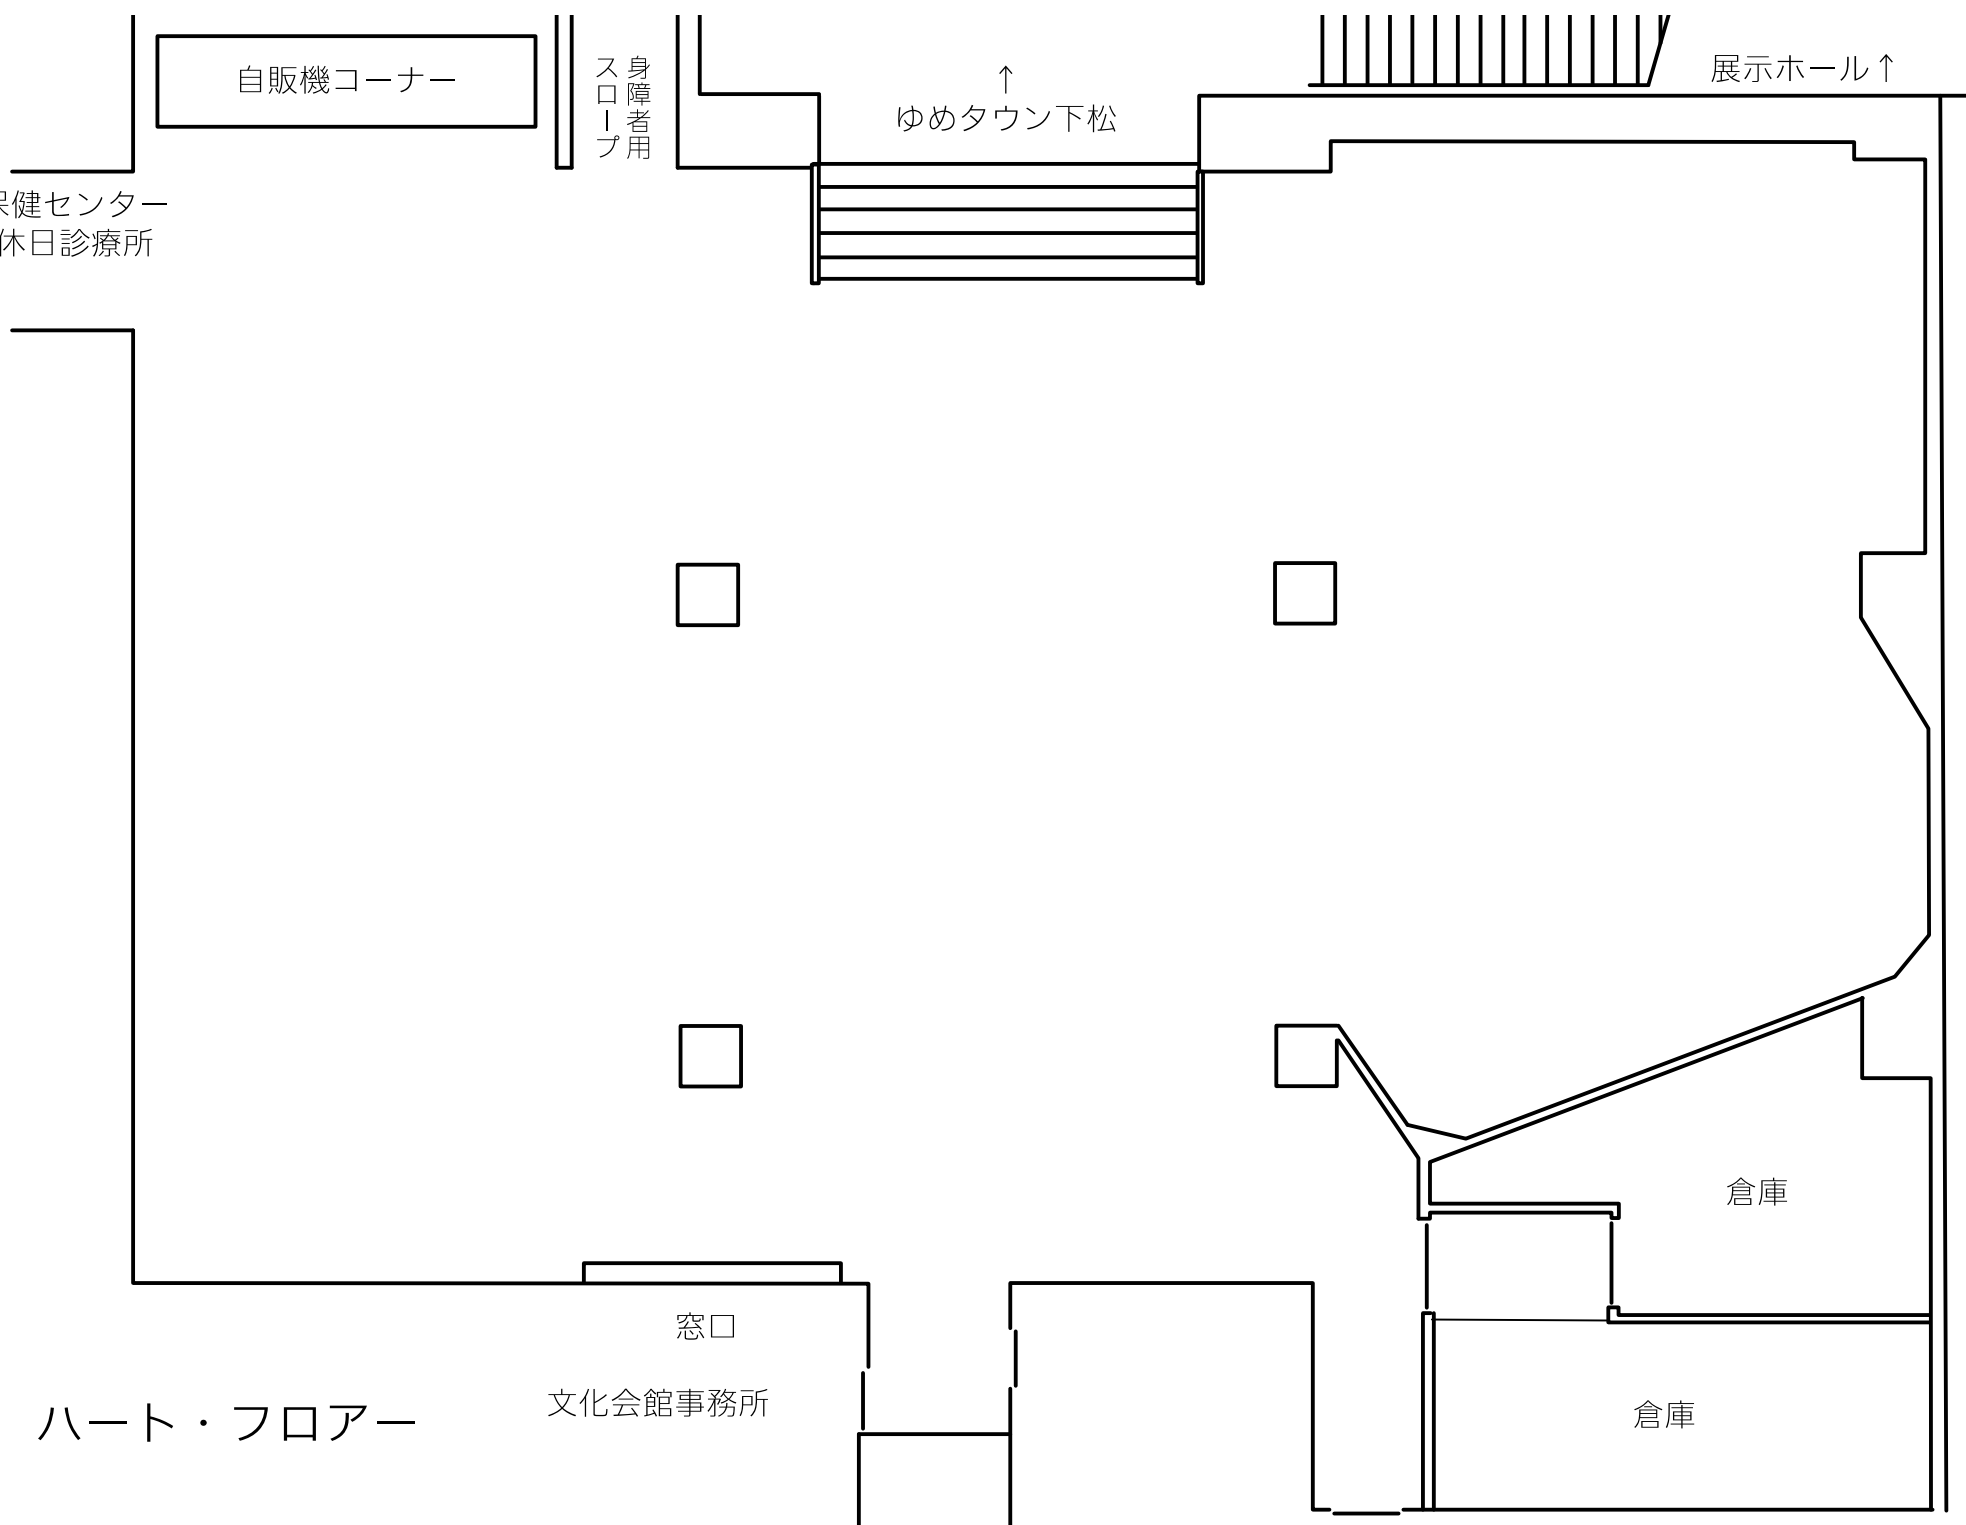 自販機コーナー
身障者用
スロープ
↑
ゆめタウン下松
展示ホール↑
保健センター
休日診療所
倉庫
窓口
文化会館事務所
ハート・フロアー
倉庫